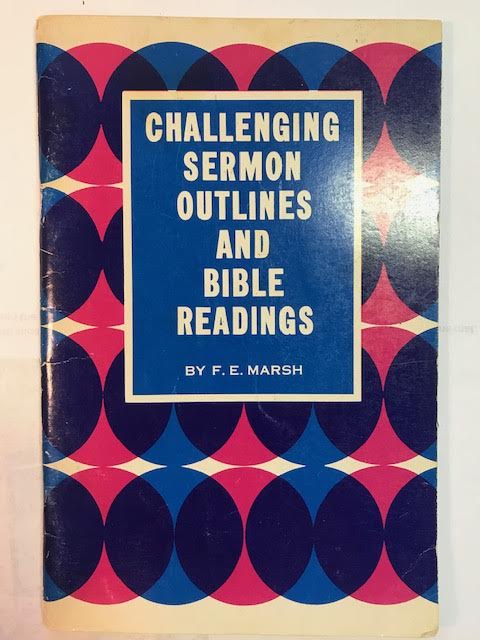 CHALLENGING
SERMON
OUTLINES
AND
BIBLE
READINGS
BY F. E. MARSH